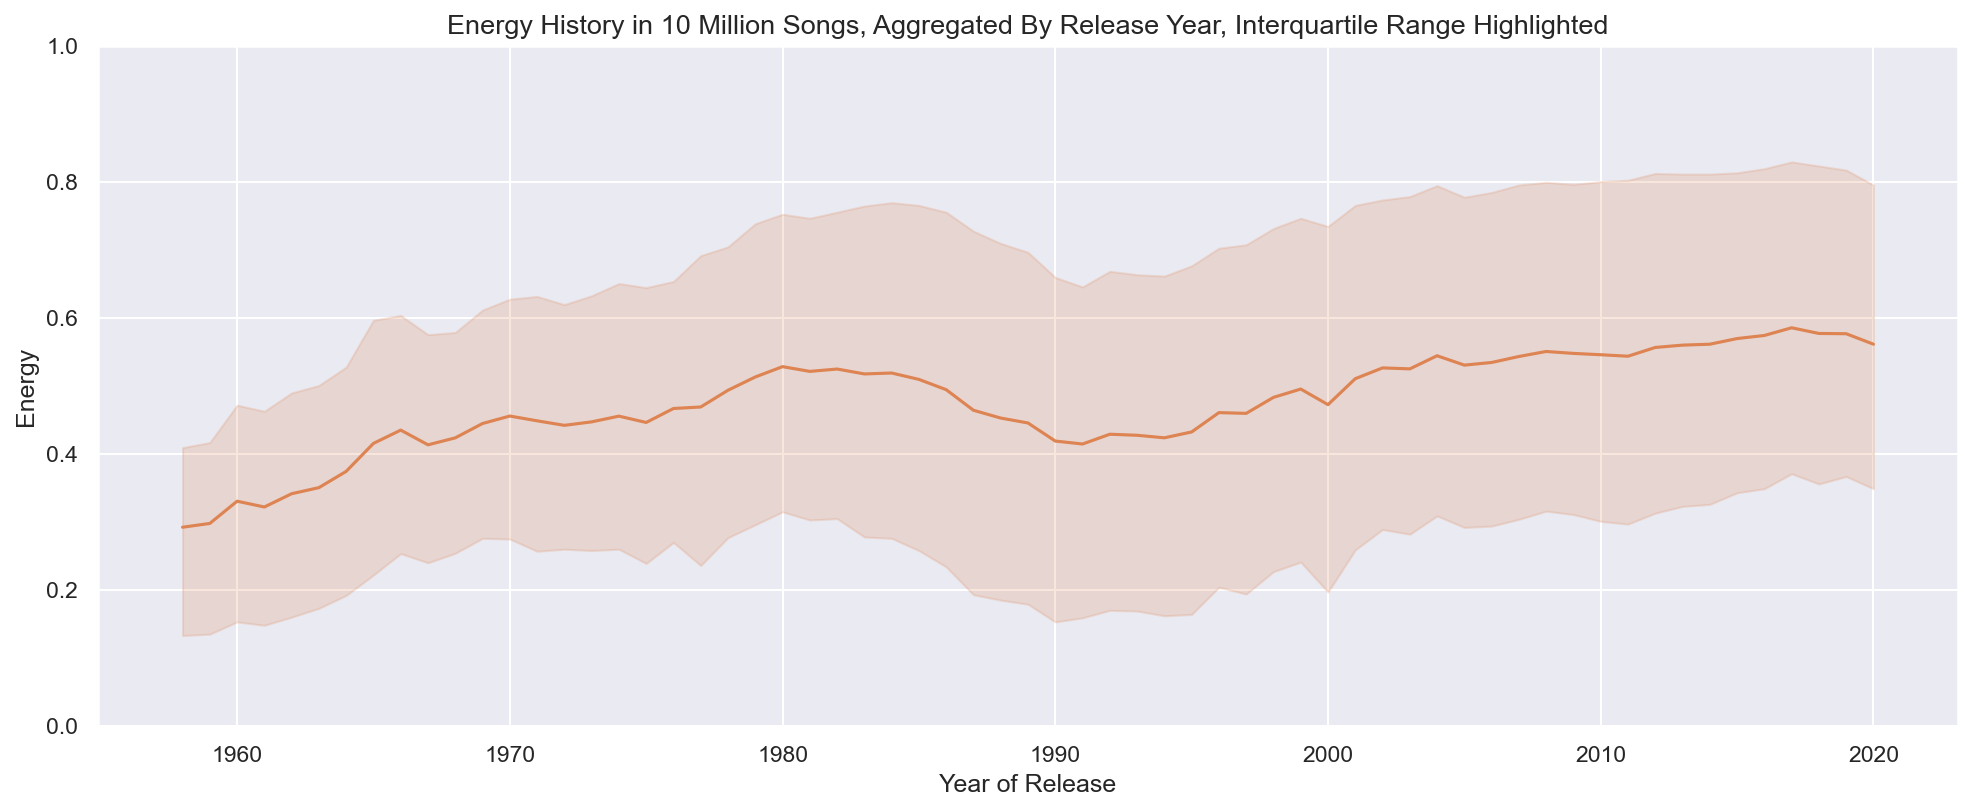 Energy History in 10 Million Songs, Aggregated By Release Year, Interquartile Range Highlighted
1.0
0.8
0.6
0.4
0.2
0.0
Energy
1960 1970 1980 1990 2000 2010 2020
Year of Release